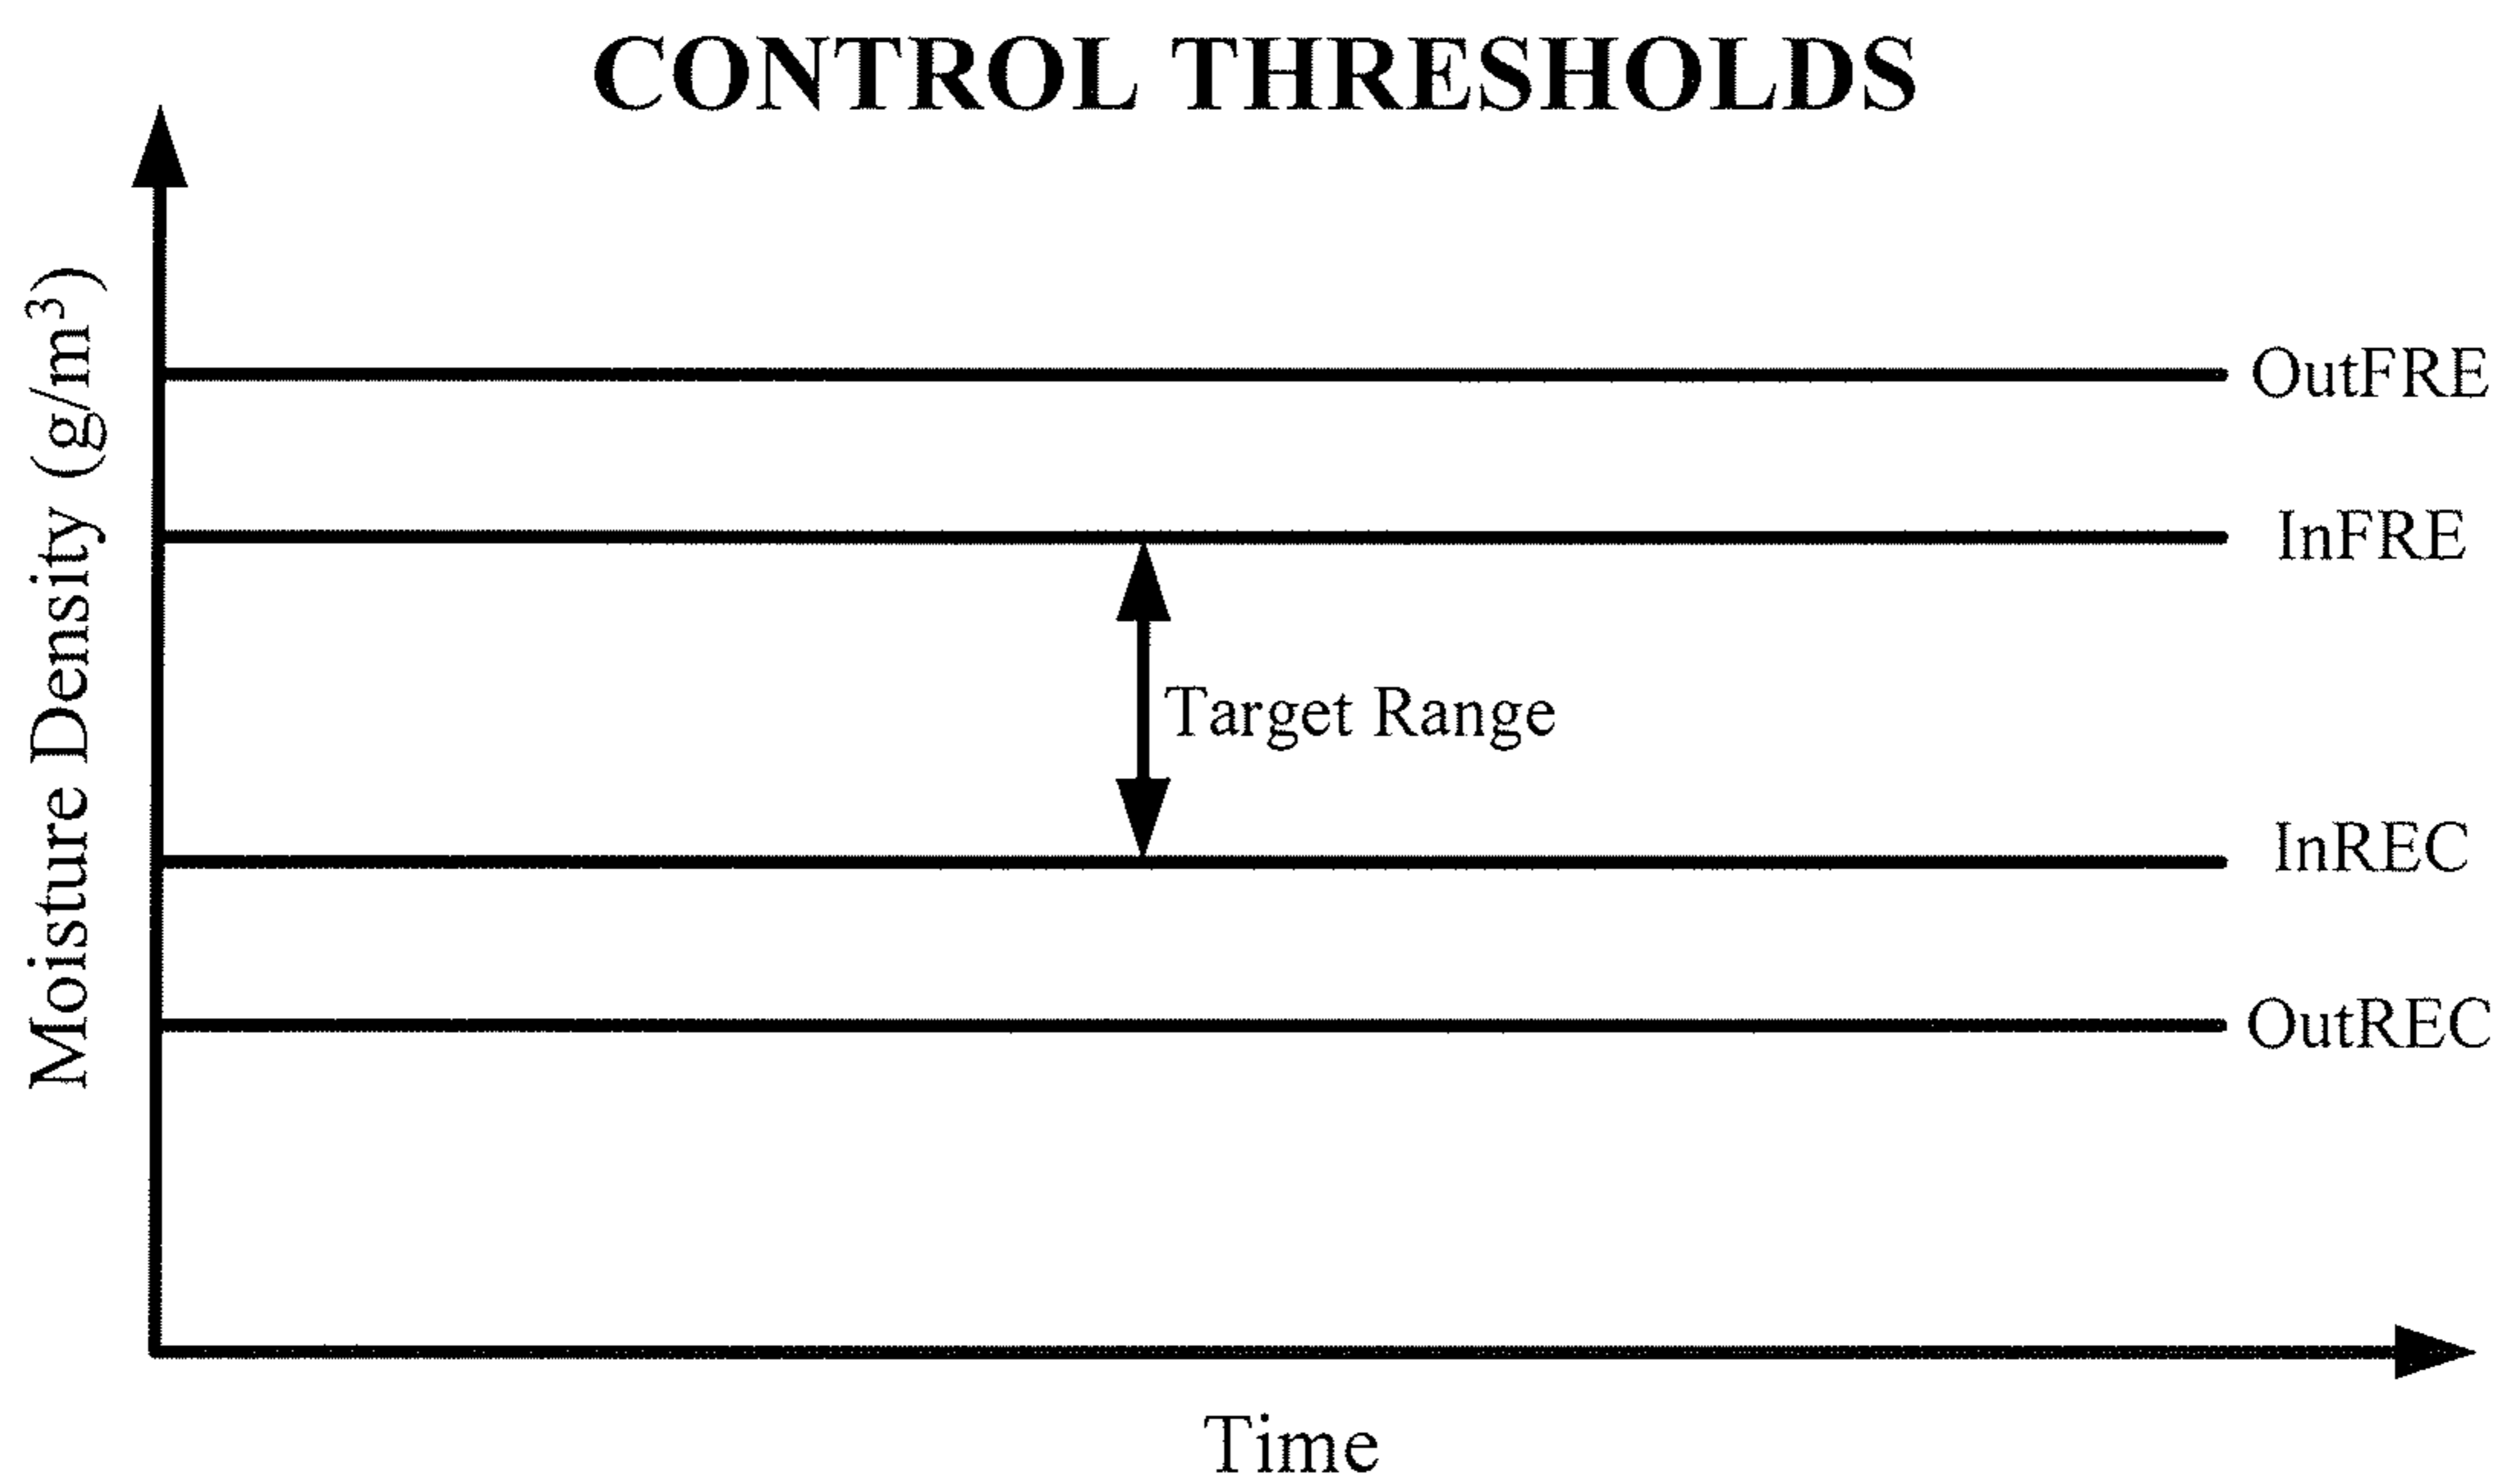 CONTROL THRESHOLDS
Moisture Density (g/m³)
OutFRE
InFRE
Target Range
InREC
OutREC
Time